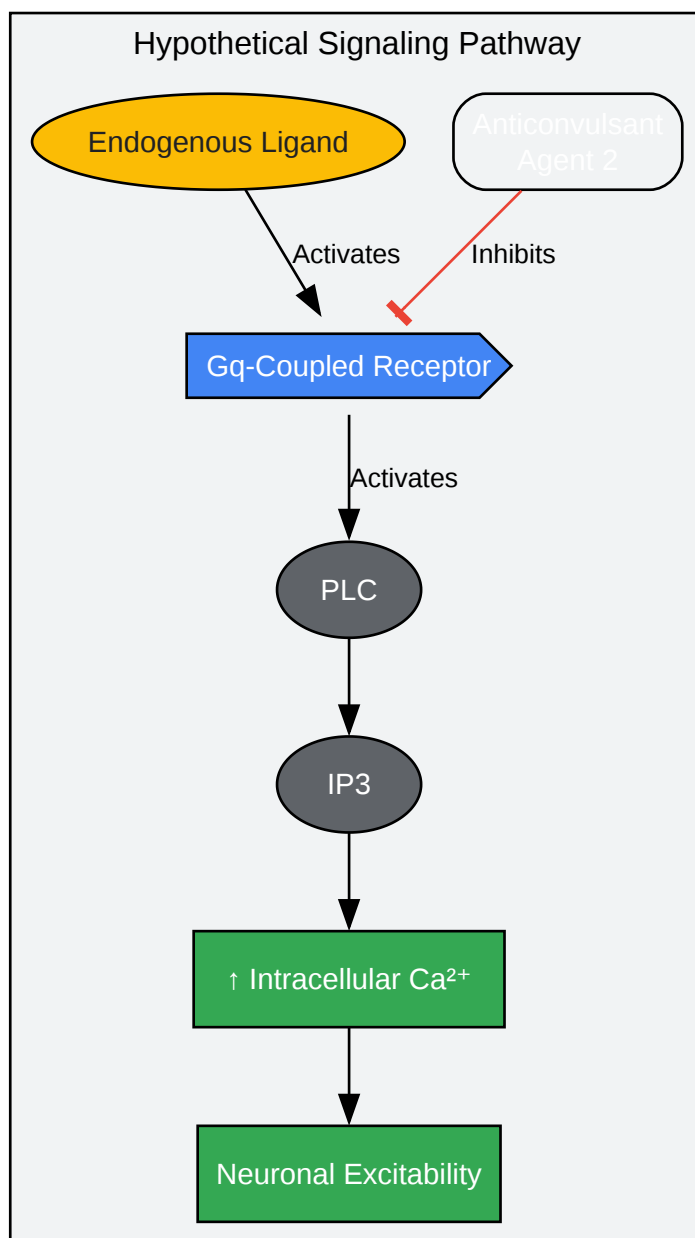 Hypothetical Signaling Pathway
Endogenous Ligand
Anticonvulsant
Agent 2
Activates
Inhibits
Gq-Coupled Receptor
Activates
PLC
IP3
↑ Intracellular Ca²⁺
Neuronal Excitability